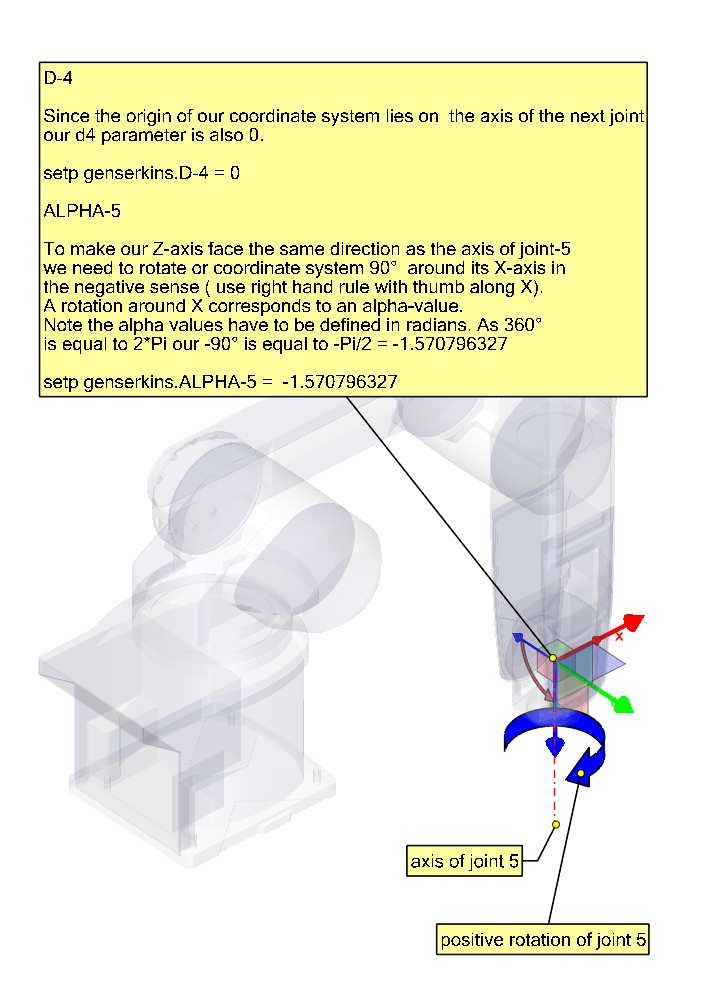 D-4
Since the origin of our coordinate system lies on  the axis of the next joint
our d4 parameter is also 0.
setp genserkins.D-4 = 0
ALPHA-5
To make our Z-axis face the same direction as the axis of joint-5
we need to rotate or coordinate system 90°  around its X-axis in
the negative sense ( use right hand rule with thumb along X).
A rotation around X corresponds to an alpha-value.
Note the alpha values have to be defined in radians. As 360°
is equal to 2*Pi our -90° is equal to -Pi/2 = -1.570796327
setp genserkins.ALPHA-5 =  -1.570796327
x
axis of joint 5
positive rotation of joint 5